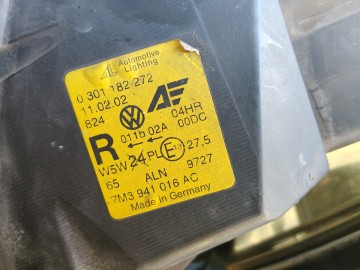 AL Automotive
Lighting
0 301 182 272
11.02.02
824
04HR
00DC
R
011b 02A
W5W 24 PL E 27,5
65 ALN 9727
7M3 941 016 AC
Made in Germany